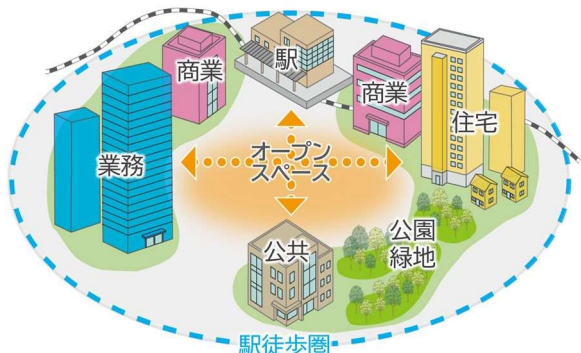 駅
商業
商業
住宅
業務
オープン
スペース
公園
緑地
公共
駅徒歩圏